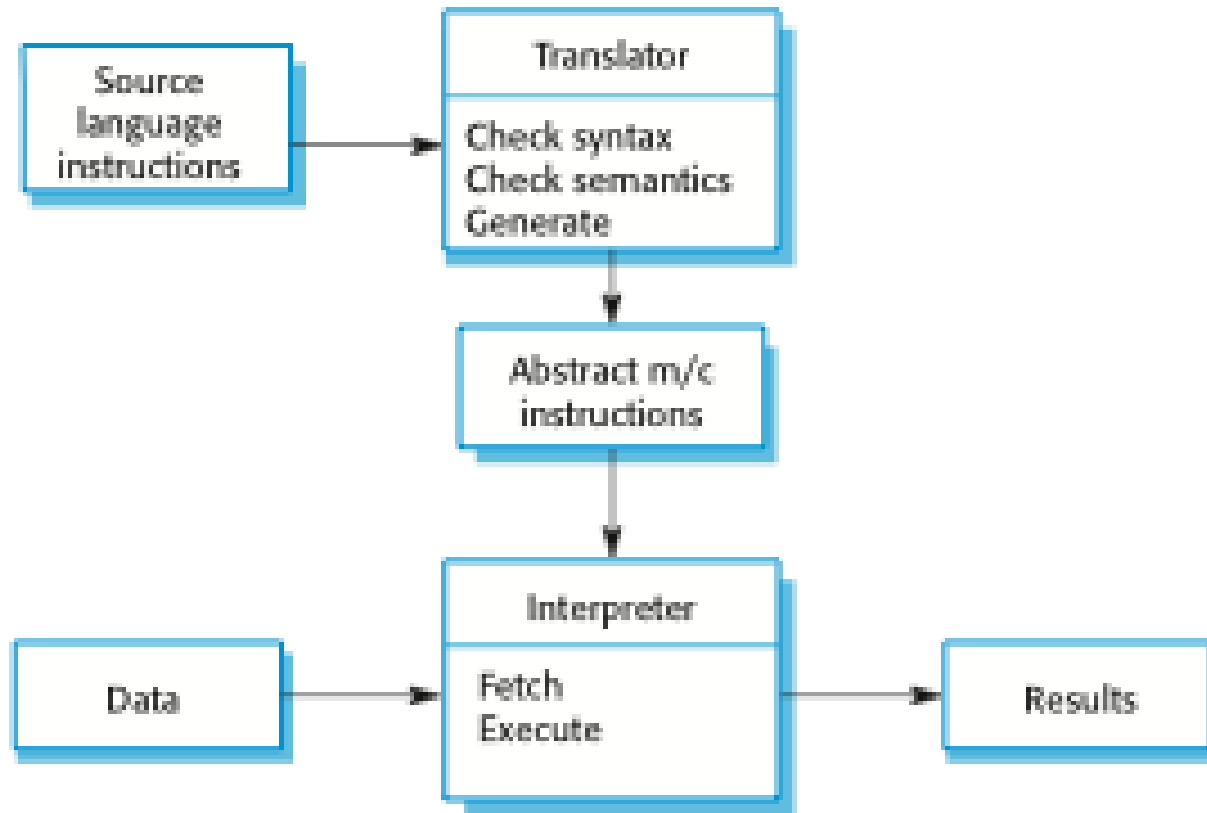 Source
language
instructions
Translator
Check syntax
Check semantics
Generate
Abstract m/c
instructions
Interpreter
Fetch
Execute
Data
Results